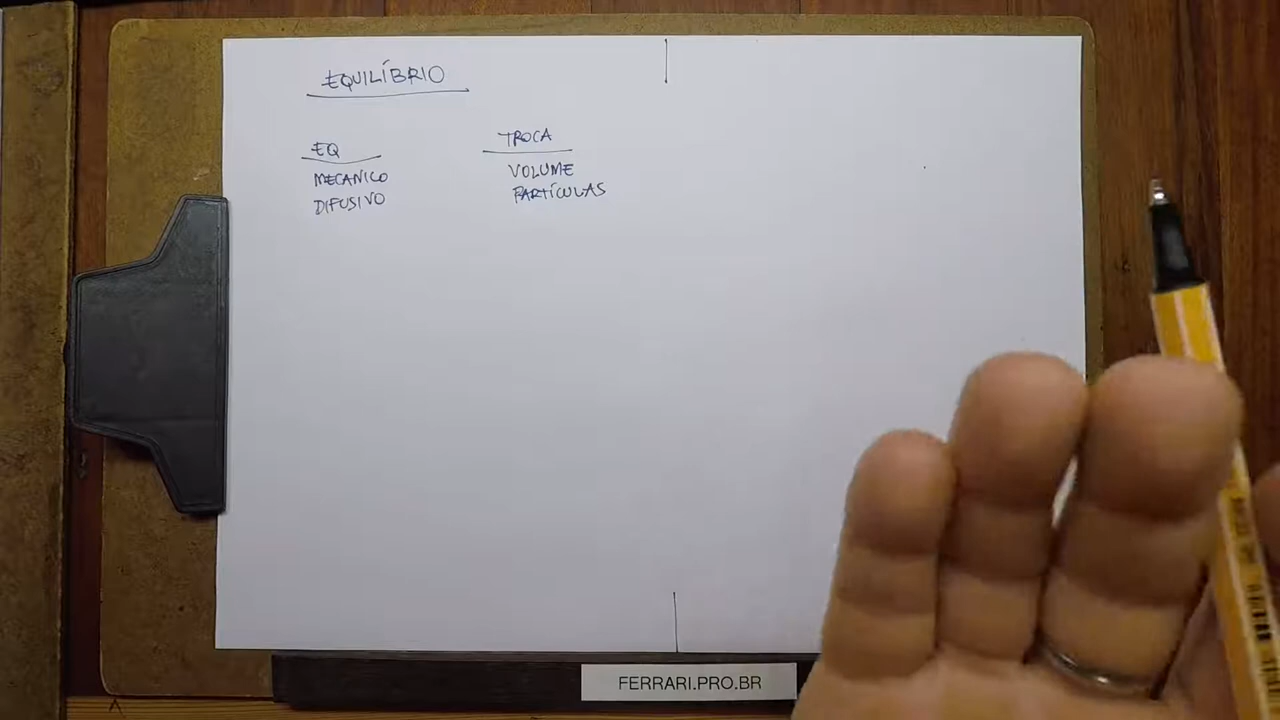 EQUILÍBRIO
EQ TROCA
MECANICO VOLUME
DIFUSIVO PARTÍCULAS
FERRARI.PRO.BR